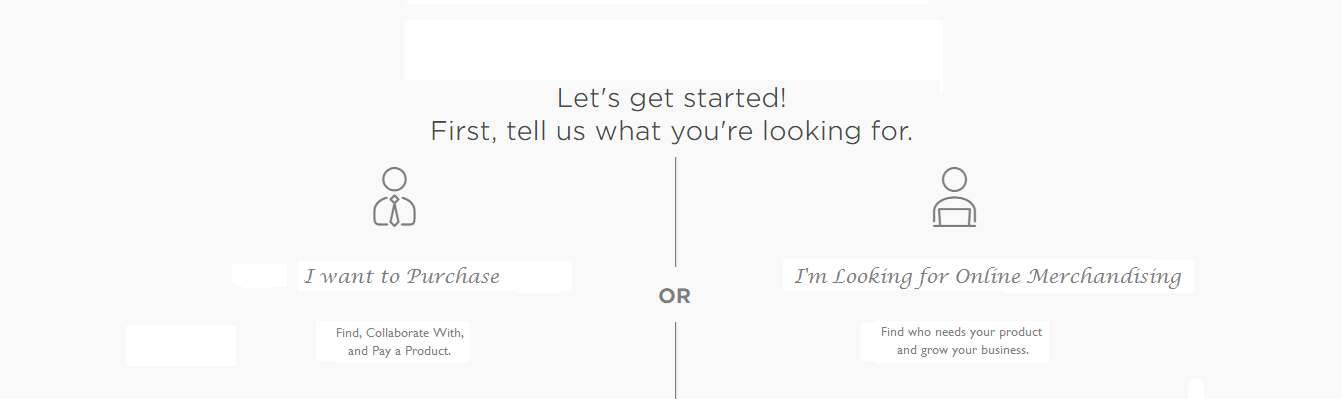 Let's get started!
First, tell us what you're looking for.
I want to Purchase
Find, Collaborate With,
and Pay a Product.
OR
I'm Looking for Online Merchandising
Find who needs your product
and grow your business.